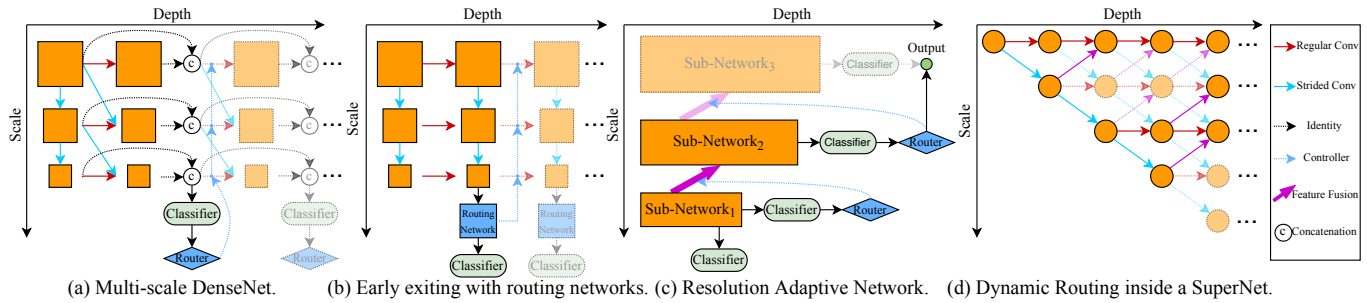 Depth
Scale
c
c
c
c
c
c
...
...
...
Classifier
Classifier
Router
Router
(a) Multi-scale DenseNet.
Depth
Scale
...
...
...
Routing
Network
Routing
Network
Classifier
Classifier
(b) Early exiting with routing networks.
Depth
Scale
Sub-Network3
Classifier
Output
Sub-Network2
Classifier
Router
Sub-Network1
Classifier
Router
Classifier
(c) Resolution Adaptive Network.
Depth
Scale
...
...
...
...
...
(d) Dynamic Routing inside a SuperNet.
Regular Conv
Strided Conv
Identity
Controller
Feature Fusion
c Concatenation